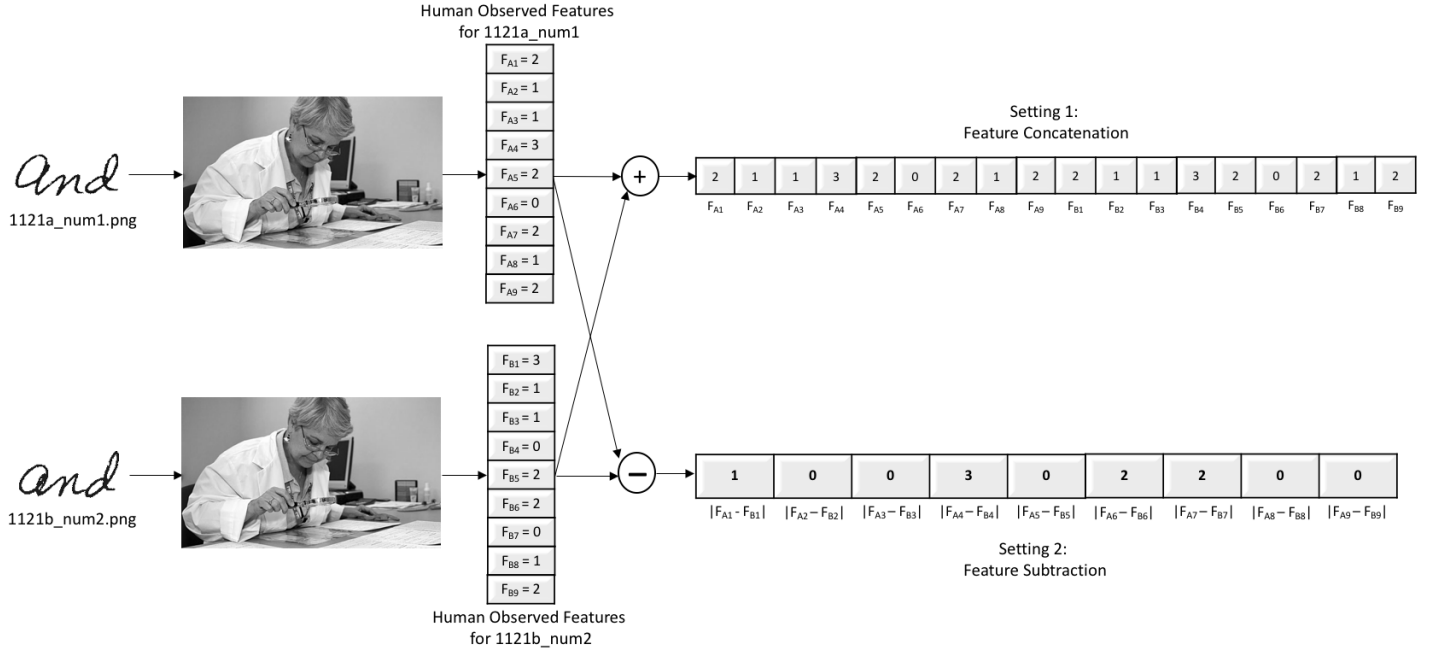 Human Observed Features
for 1121a_num1
F_A1 = 2
F_A2 = 1
F_A3 = 1
F_A4 = 3
F_A5 = 2
F_A6 = 0
F_A7 = 2
F_A8 = 1
F_A9 = 2
and
1121a_num1.png
+
Setting 1:
Feature Concatenation
2 1 1 3 2 0 2 1 2 2 1 1 3 2 0 2 1 2
F_A1 F_A2 F_A3 F_A4 F_A5 F_A6 F_A7 F_A8 F_A9 F_B1 F_B2 F_B3 F_B4 F_B5 F_B6 F_B7 F_B8 F_B9
F_B1 = 3
F_B2 = 1
F_B3 = 1
F_B4 = 0
F_B5 = 2
F_B6 = 2
F_B7 = 0
F_B8 = 1
F_B9 = 2
Human Observed Features
for 1121b_num2
and
1121b_num2.png
−
1 0 0 3 0 2 2 0 0
|F_A1 - F_B1| |F_A2 – F_B2| |F_A3 – F_B3| |F_A4 – F_B4| |F_A5 – F_B5| |F_A6 – F_B6| |F_A7 – F_B7| |F_A8 – F_B8| |F_A9 – F_B9|
Setting 2:
Feature Subtraction